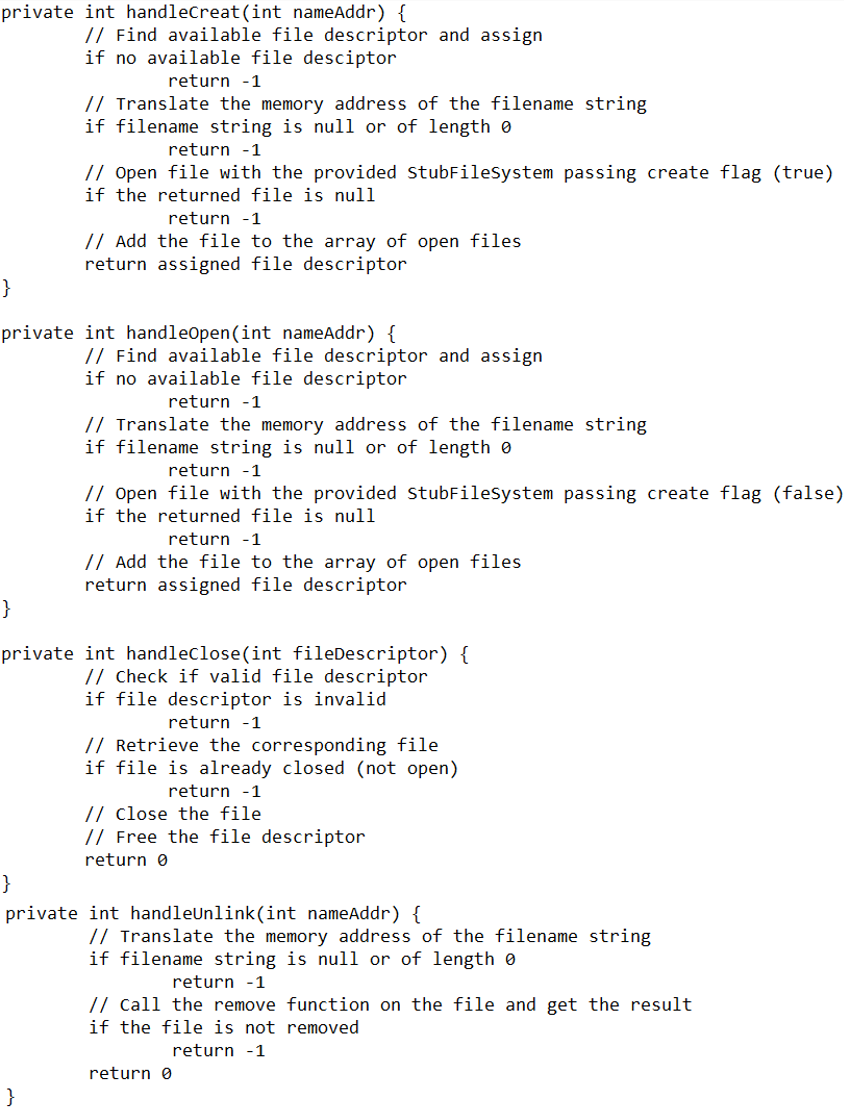 private int handleCreat(int nameAddr) {
        // Find available file descriptor and assign
        if no available file desciptor
                return -1
        // Translate the memory address of the filename string
        if filename string is null or of length 0
                return -1
        // Open file with the provided StubFileSystem passing create flag (true)
        if the returned file is null
                return -1
        // Add the file to the array of open files
        return assigned file descriptor
}

private int handleOpen(int nameAddr) {
        // Find available file descriptor and assign
        if no available file descriptor
                return -1
        // Translate the memory address of the filename string
        if filename string is null or of length 0
                return -1
        // Open file with the provided StubFileSystem passing create flag (false)
        if the returned file is null
                return -1
        // Add the file to the array of open files
        return assigned file descriptor
}

private int handleClose(int fileDescriptor) {
        // Check if valid file descriptor
        if file descriptor is invalid
                return -1
        // Retrieve the corresponding file
        if file is already closed (not open)
                return -1
        // Close the file
        // Free the file descriptor
        return 0
}
private int handleUnlink(int nameAddr) {
        // Translate the memory address of the filename string
        if filename string is null or of length 0
                return -1
        // Call the remove function on the file and get the result
        if the file is not removed
                return -1
        return 0
}